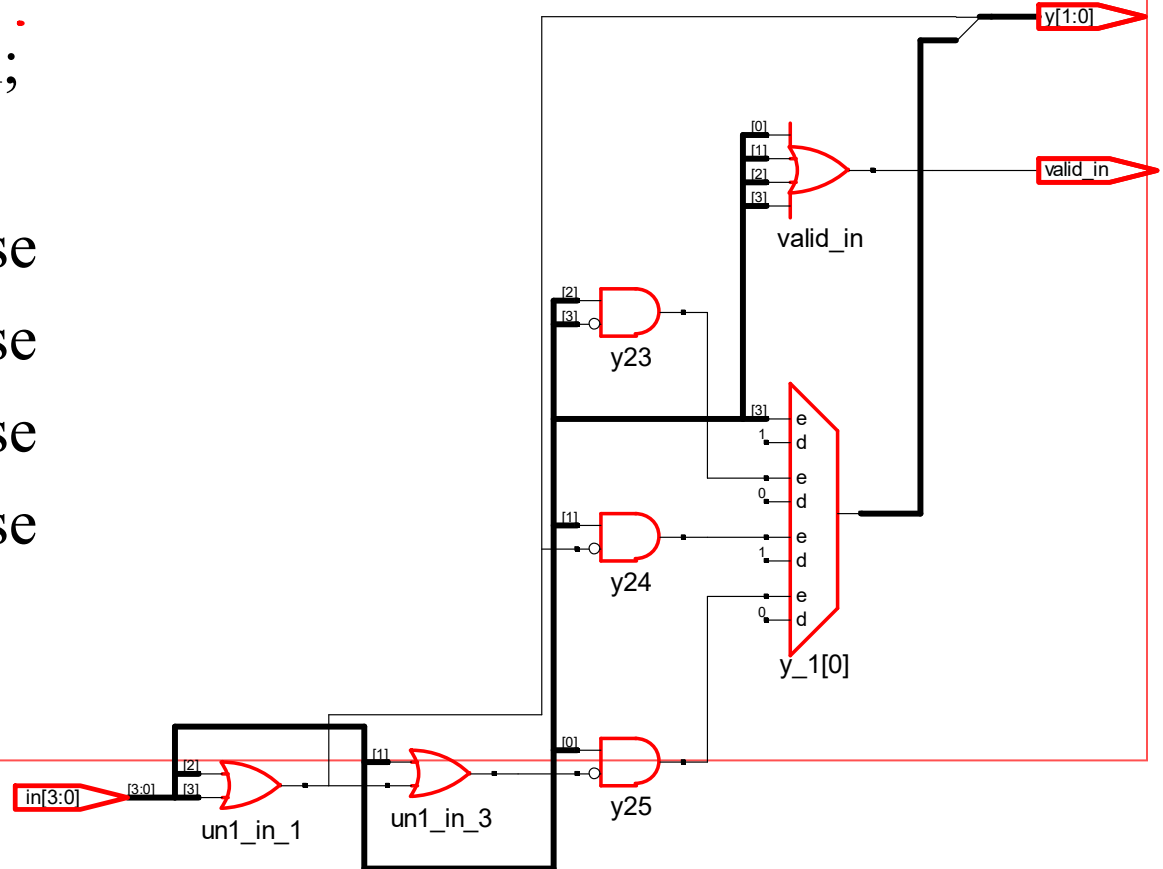 ;
se
se
se
se
y[1:0]
[0]
[1]
[2]
[3]
valid_in
valid_in
[2]
[3]
y23
[3] e
1 d
e
0 d
[1] e
1 d
y24
e
0 d
y_1[0]
[0]
y25
[1]
un1_in_3
[2]
[3]
un1_in_1
in[3:0] [3:0]